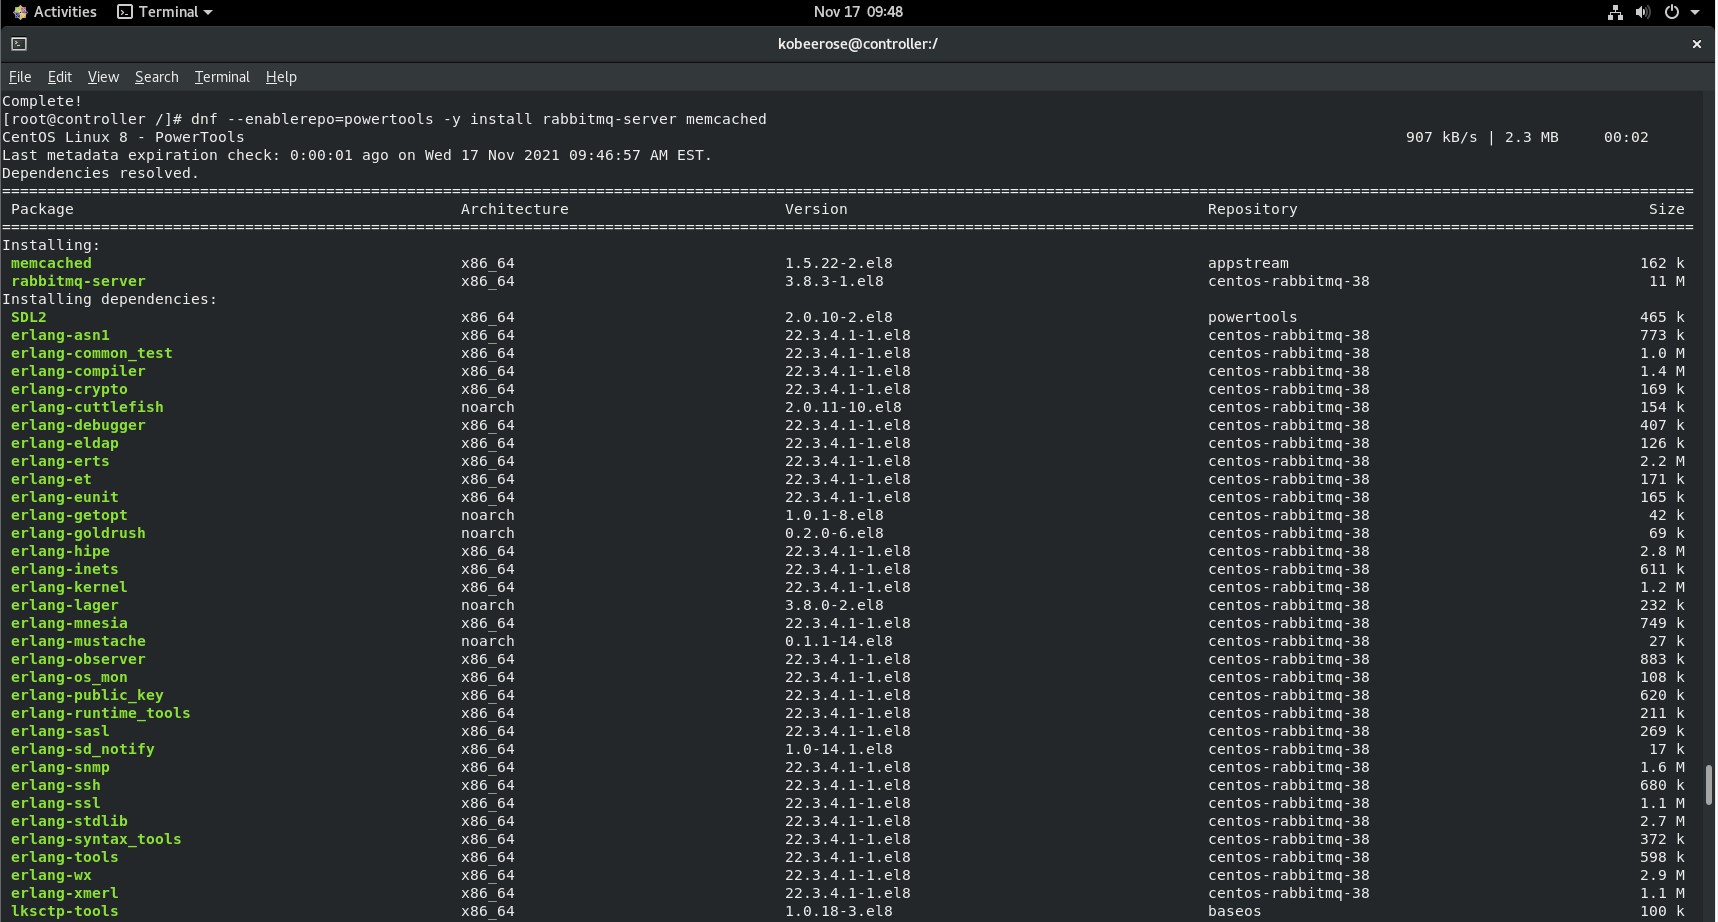 Activities Terminal Nov 17 09:48
kobeerose@controller:/ ×
File Edit View Search Terminal Help
Complete!
[root@controller /]# dnf --enablerepo=powertools -y install rabbitmq-server memcached
CentOS Linux 8 - PowerTools 907 kB/s | 2.3 MB 00:02
Last metadata expiration check: 0:00:01 ago on Wed 17 Nov 2021 09:46:57 AM EST.
Dependencies resolved.
Package Architecture Version Repository Size
Installing:
memcached x86_64 1.5.22-2.el8 appstream 162 k
rabbitmq-server x86_64 3.8.3-1.el8 centos-rabbitmq-38 11 M
Installing dependencies:
SDL2 x86_64 2.0.10-2.el8 powertools 465 k
erlang-asn1 x86_64 22.3.4.1-1.el8 centos-rabbitmq-38 773 k
erlang-common_test x86_64 22.3.4.1-1.el8 centos-rabbitmq-38 1.0 M
erlang-compiler x86_64 22.3.4.1-1.el8 centos-rabbitmq-38 1.4 M
erlang-crypto x86_64 22.3.4.1-1.el8 centos-rabbitmq-38 169 k
erlang-cuttlefish noarch 2.0.11-10.el8 centos-rabbitmq-38 154 k
erlang-debugger x86_64 22.3.4.1-1.el8 centos-rabbitmq-38 407 k
erlang-eldap x86_64 22.3.4.1-1.el8 centos-rabbitmq-38 126 k
erlang-erts x86_64 22.3.4.1-1.el8 centos-rabbitmq-38 2.2 M
erlang-et x86_64 22.3.4.1-1.el8 centos-rabbitmq-38 171 k
erlang-eunit x86_64 22.3.4.1-1.el8 centos-rabbitmq-38 165 k
erlang-getopt noarch 1.0.1-8.el8 centos-rabbitmq-38 42 k
erlang-goldrush noarch 0.2.0-6.el8 centos-rabbitmq-38 69 k
erlang-hipe x86_64 22.3.4.1-1.el8 centos-rabbitmq-38 2.8 M
erlang-inets x86_64 22.3.4.1-1.el8 centos-rabbitmq-38 611 k
erlang-kernel x86_64 22.3.4.1-1.el8 centos-rabbitmq-38 1.2 M
erlang-lager noarch 3.8.0-2.el8 centos-rabbitmq-38 232 k
erlang-mnesia x86_64 22.3.4.1-1.el8 centos-rabbitmq-38 749 k
erlang-mustache noarch 0.1.1-14.el8 centos-rabbitmq-38 27 k
erlang-observer x86_64 22.3.4.1-1.el8 centos-rabbitmq-38 883 k
erlang-os_mon x86_64 22.3.4.1-1.el8 centos-rabbitmq-38 108 k
erlang-public_key x86_64 22.3.4.1-1.el8 centos-rabbitmq-38 620 k
erlang-runtime_tools x86_64 22.3.4.1-1.el8 centos-rabbitmq-38 211 k
erlang-sasl x86_64 22.3.4.1-1.el8 centos-rabbitmq-38 269 k
erlang-sd_notify x86_64 1.0-14.1.el8 centos-rabbitmq-38 17 k
erlang-snmp x86_64 22.3.4.1-1.el8 centos-rabbitmq-38 1.6 M
erlang-ssh x86_64 22.3.4.1-1.el8 centos-rabbitmq-38 680 k
erlang-ssl x86_64 22.3.4.1-1.el8 centos-rabbitmq-38 1.1 M
erlang-stdlib x86_64 22.3.4.1-1.el8 centos-rabbitmq-38 2.7 M
erlang-syntax_tools x86_64 22.3.4.1-1.el8 centos-rabbitmq-38 372 k
erlang-tools x86_64 22.3.4.1-1.el8 centos-rabbitmq-38 598 k
erlang-wx x86_64 22.3.4.1-1.el8 centos-rabbitmq-38 2.9 M
erlang-xmerl x86_64 22.3.4.1-1.el8 centos-rabbitmq-38 1.1 M
lksctp-tools x86_64 1.0.18-3.el8 baseos 100 k